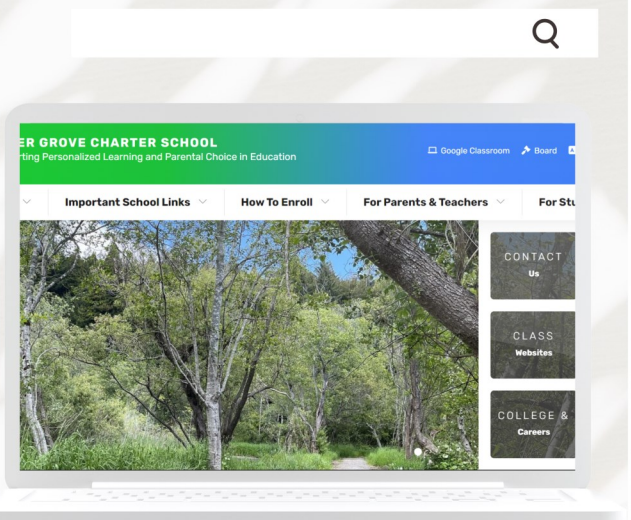 ER GROVE CHARTER SCHOOL
rting Personalized Learning and Parental Choice in Education
Google Classroom Board
Important School Links How To Enroll For Parents & Teachers For Stu
CONTACT
Us
CLASS
Websites
COLLEGE &
Careers